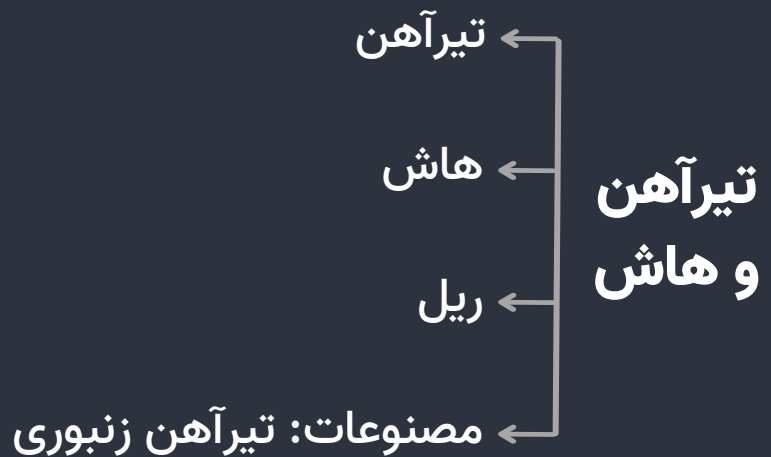 تیرآهن
و هاش
تیرآهن
هاش
ریل
مصنوعات: تیرآهن زنبوری